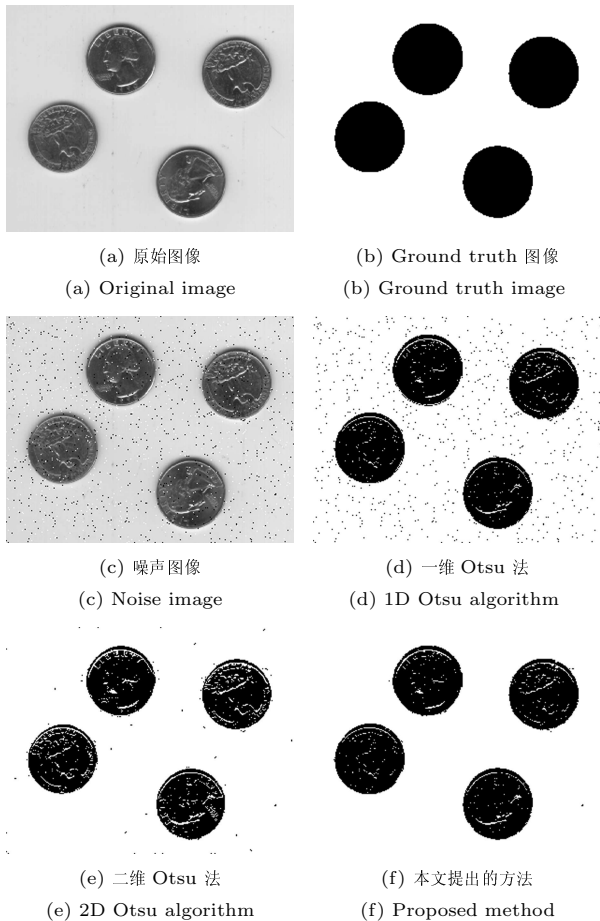 (a) 原始图像
(b) Ground truth 图像
(a) Original image
(b) Ground truth image
(c) 噪声图像
(d) 一维 Otsu 法
(c) Noise image
(d) 1D Otsu algorithm
(e) 二维 Otsu 法
(f) 本文提出的方法
(e) 2D Otsu algorithm
(f) Proposed method